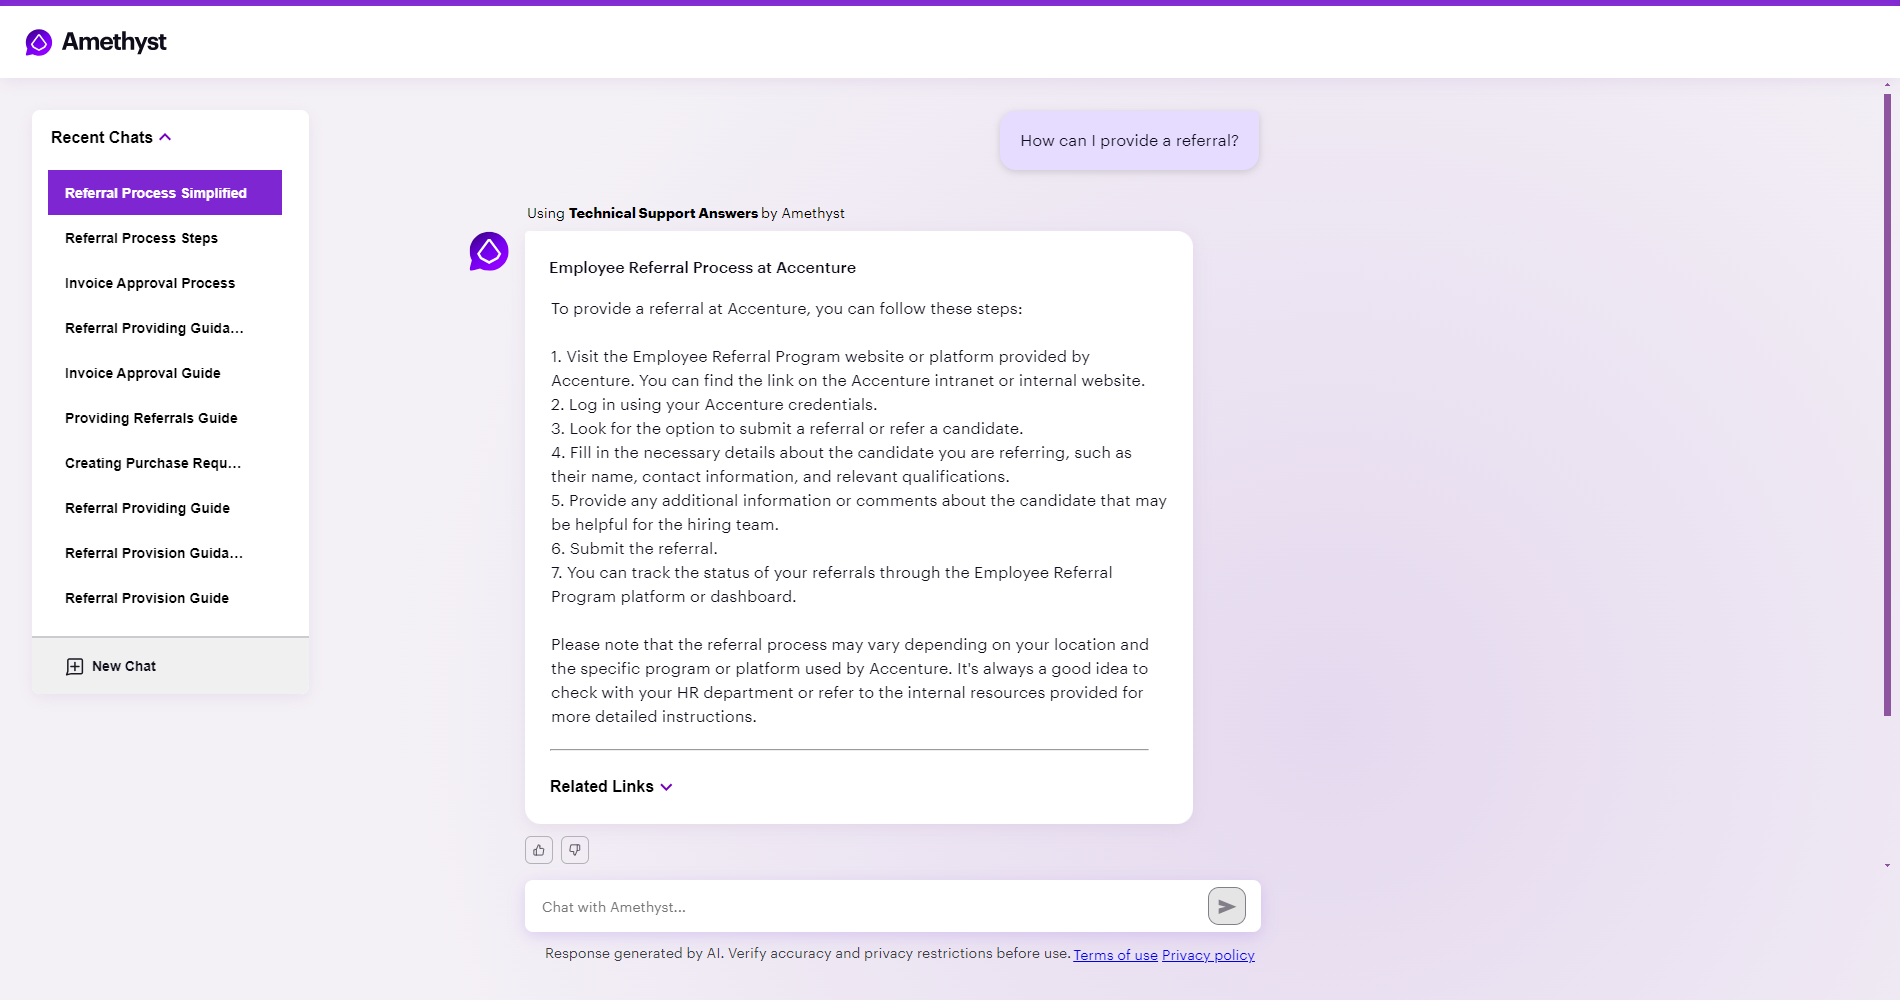 Amethyst
Recent Chats
Referral Process Simplified
Referral Process Steps
Invoice Approval Process
Referral Providing Guida...
Invoice Approval Guide
Providing Referrals Guide
Creating Purchase Requ...
Referral Providing Guide
Referral Provision Guida...
Referral Provision Guide
New Chat
How can I provide a referral?
Using Technical Support Answers by Amethyst
Employee Referral Process at Accenture
To provide a referral at Accenture, you can follow these steps:
1. Visit the Employee Referral Program website or platform provided by
Accenture. You can find the link on the Accenture intranet or internal website.
2. Log in using your Accenture credentials.
3. Look for the option to submit a referral or refer a candidate.
4. Fill in the necessary details about the candidate you are referring, such as
their name, contact information, and relevant qualifications.
5. Provide any additional information or comments about the candidate that may
be helpful for the hiring team.
6. Submit the referral.
7. You can track the status of your referrals through the Employee Referral
Program platform or dashboard.
Please note that the referral process may vary depending on your location and
the specific program or platform used by Accenture. It's always a good idea to
check with your HR department or refer to the internal resources provided for
more detailed instructions.
Related Links
Chat with Amethyst...
Response generated by AI. Verify accuracy and privacy restrictions before use. Terms of use Privacy policy